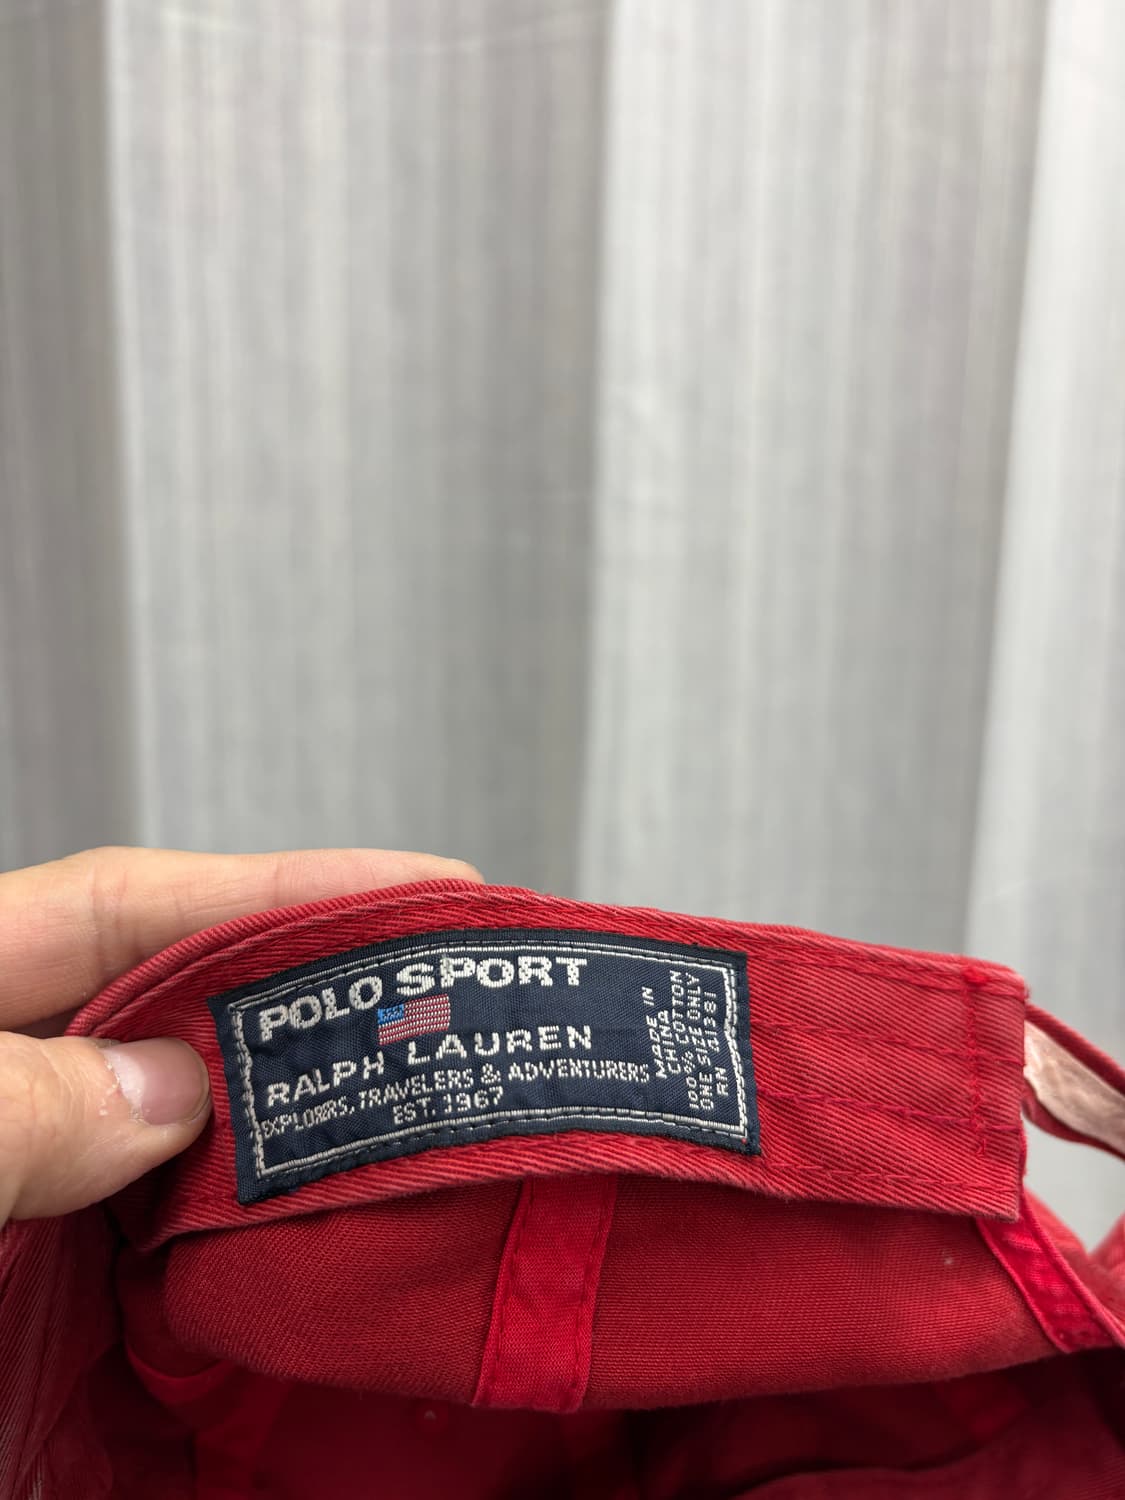 POLO SPORT
RALPH LAUREN
EXPLORERS, TRAVELERS & ADVENTURERS
EST. 1967
MADE IN
CHINA
100% COTTON
ONE SIZE ONLY
RN 41381